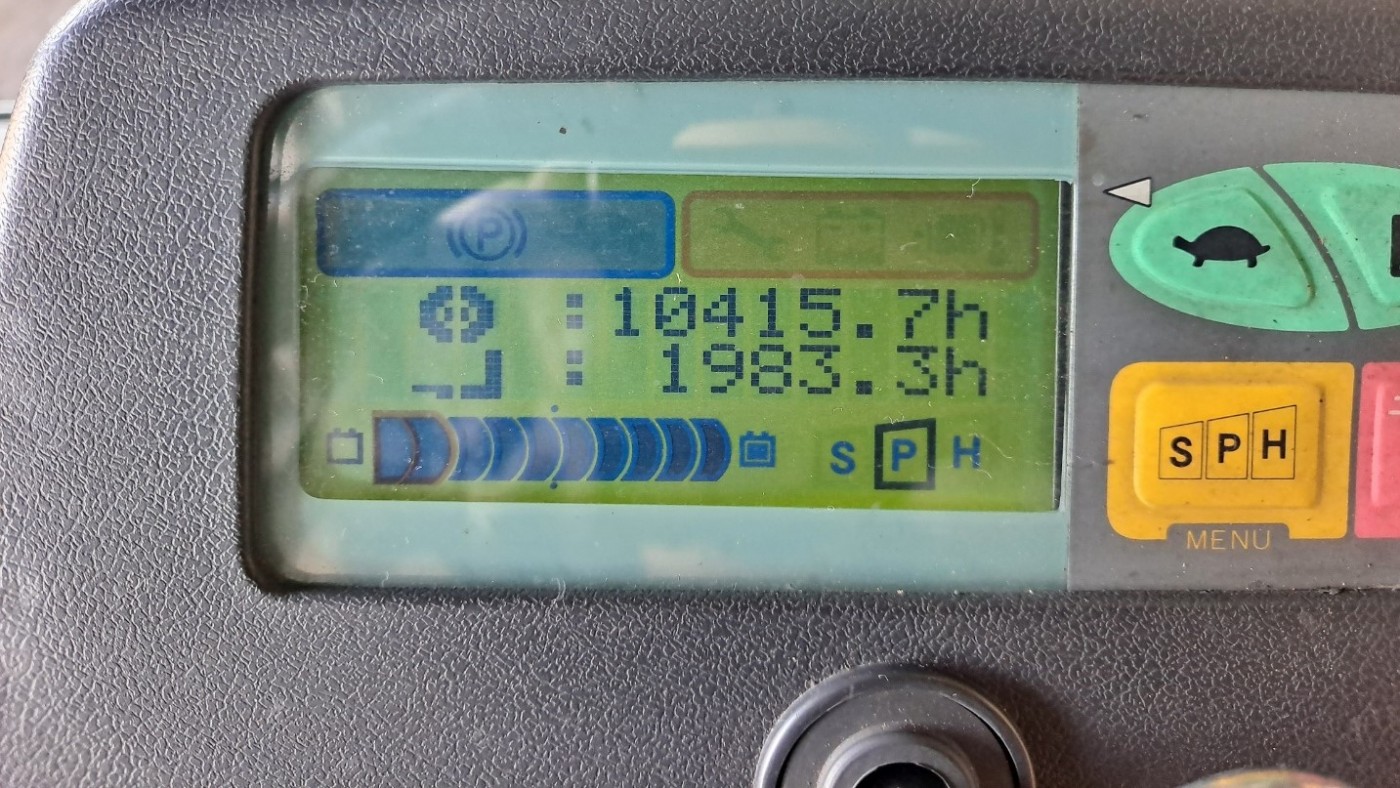 P
: 10415.7h
: 1983.3h
S P H
S P H
MENU